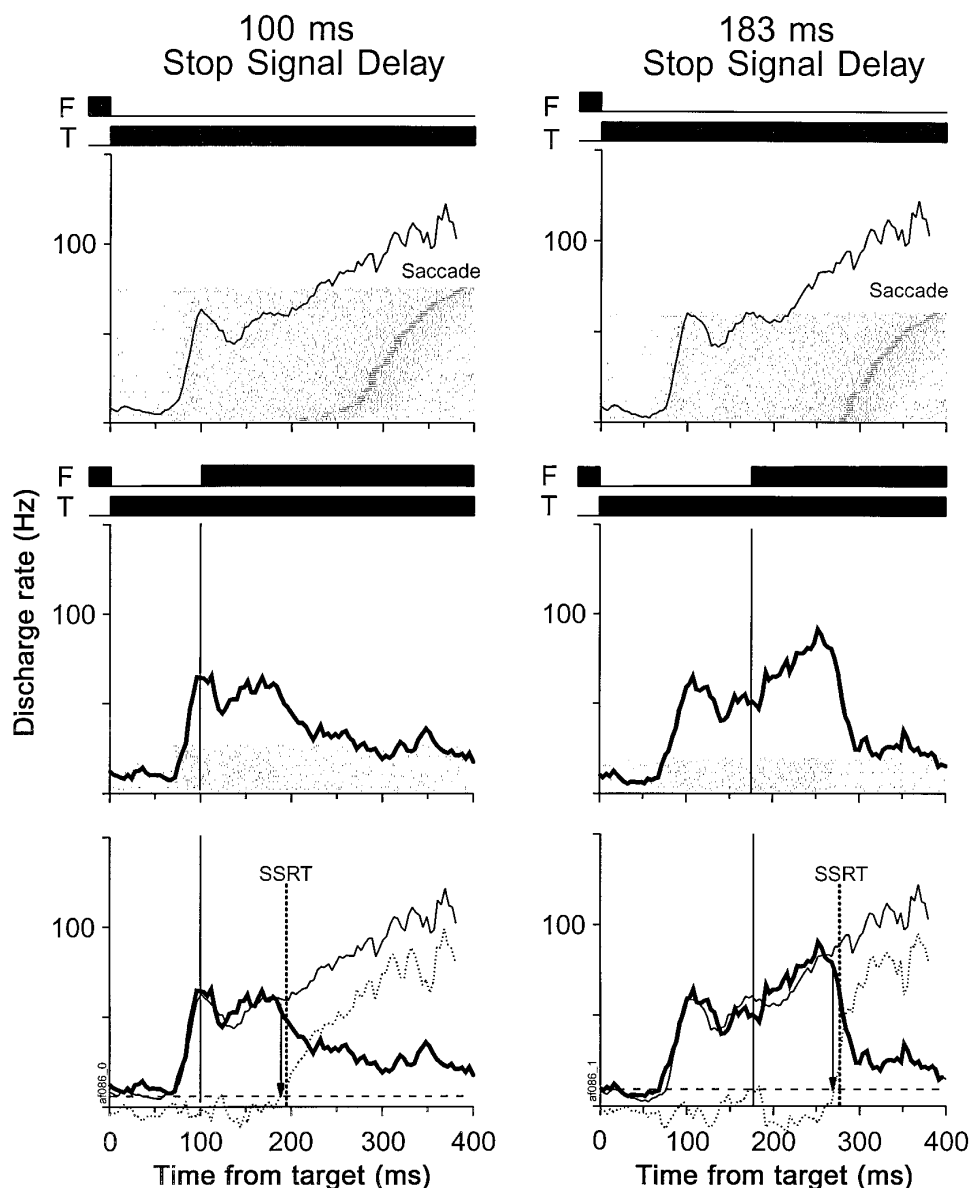 100 ms
Stop Signal Delay
183 ms
Stop Signal Delay
F
T
100
Saccade
F
T
100
Saccade
Discharge rate (Hz)
F
T
100
F
T
100
SSRT
100
af086_0
0 100 200 300 400
Time from target (ms)
SSRT
100
af086_1
0 100 200 300 400
Time from target (ms)